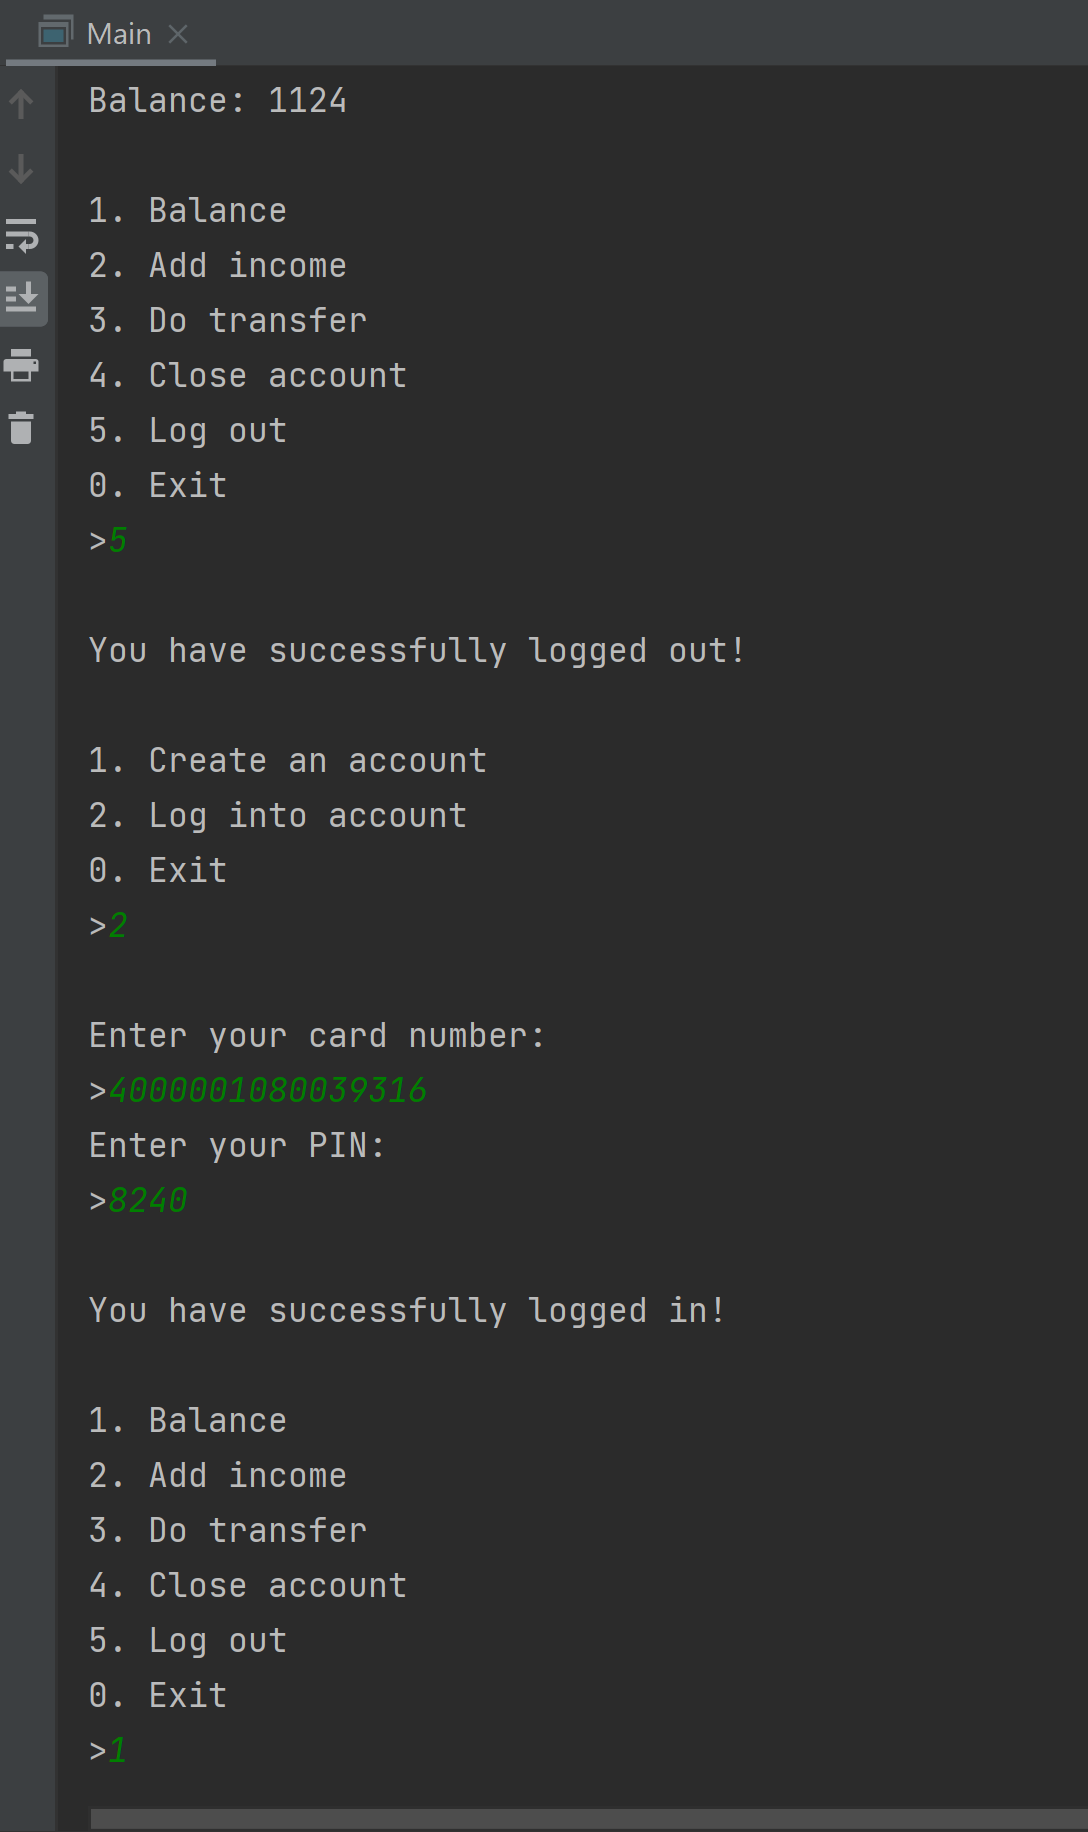 Main
Balance: 1124
1. Balance
2. Add income
3. Do transfer
4. Close account
5. Log out
0. Exit
>5
You have successfully logged out!
1. Create an account
2. Log into account
0. Exit
>2
Enter your card number:
>4000001080039316
Enter your PIN:
>8240
You have successfully logged in!
1. Balance
2. Add income
3. Do transfer
4. Close account
5. Log out
0. Exit
>1